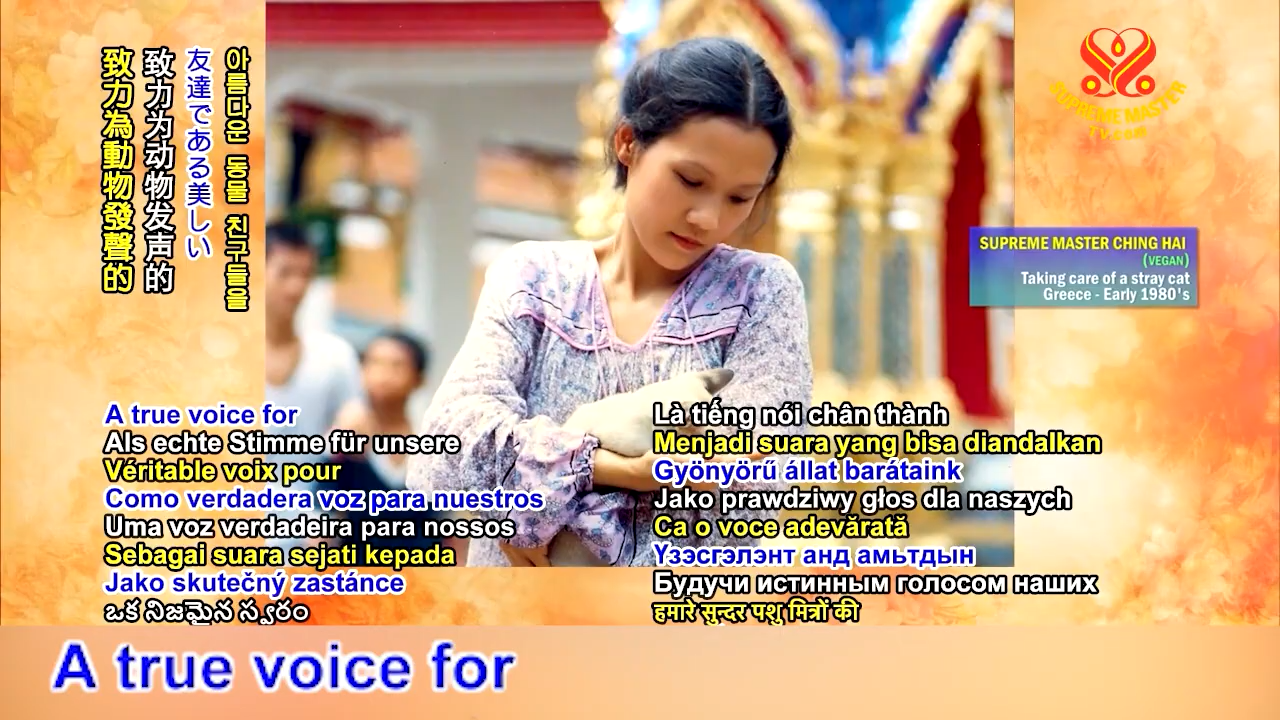 아름다운 동물 친구들을
友達である美しい
致力为动物发声的
致力為動物發聲的
SUPREME MASTER
TV.com
SUPREME MASTER CHING HAI
(VEGAN)
Taking care of a stray cat
Greece - Early 1980's
A true voice for
Als echte Stimme für unsere
Véritable voix pour
Como verdadera voz para nuestros
Uma voz verdadeira para nossos
Sebagai suara sejati kepada
Jako skutečný zastánce
ఒక నిజమైన స్వరం
Là tiếng nói chân thành
Menjadi suara yang bisa diandalkan
Gyönyörű állat barátaink
Jako prawdziwy głos dla naszych
Ca o voce adevărată
Үзэсгэлэнт анд амьтдын
Будучи истинным голосом наших
हमारे सुन्दर पशु मित्रों की
A true voice for